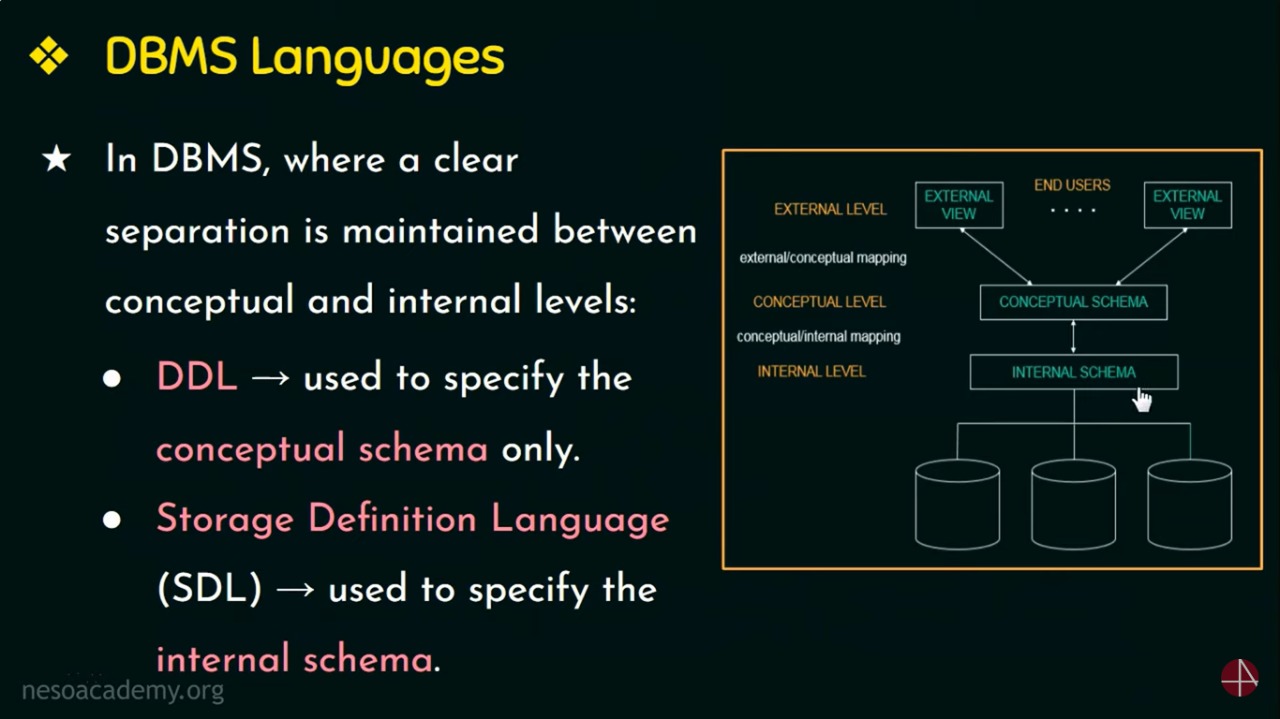 ❖ DBMS Languages
★ In DBMS, where a clear
separation is maintained between
conceptual and internal levels:
● DDL → used to specify the
conceptual schema only.
● Storage Definition Language
(SDL) → used to specify the
internal schema.
EXTERNAL LEVEL
EXTERNAL
VIEW
END USERS
. . . .
EXTERNAL
VIEW
external/conceptual mapping
CONCEPTUAL LEVEL
CONCEPTUAL SCHEMA
conceptual/internal mapping
INTERNAL LEVEL
INTERNAL SCHEMA
nesoacademy.org